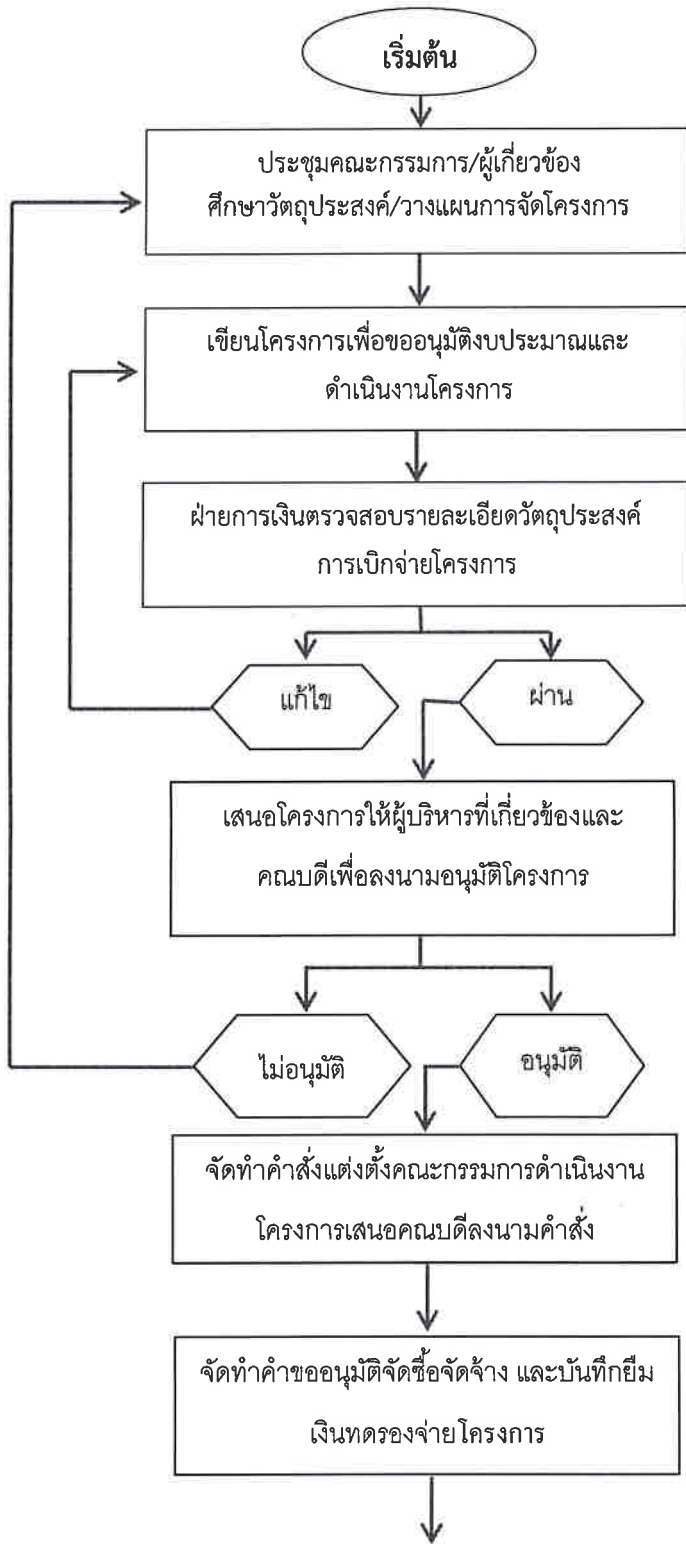 เริ่มต้น
ประชุมคณะกรรมการ/ผู้เกี่ยวข้อง
ศึกษาวัตถุประสงค์/วางแผนการจัดโครงการ
เขียนโครงการเพื่อขออนุมัติงบประมาณและ
ดำเนินงานโครงการ
ฝ่ายการเงินตรวจสอบรายละเอียดวัตถุประสงค์
การเบิกจ่ายโครงการ
แก้ไข
ผ่าน
เสนอโครงการให้ผู้บริหารที่เกี่ยวข้องและ
คณบดีเพื่อลงนามอนุมัติโครงการ
ไม่อนุมัติ
อนุมัติ
จัดทำคำสั่งแต่งตั้งคณะกรรมการดำเนินงาน
โครงการเสนอคณบดีลงนามคำสั่ง
จัดทำคำขออนุมัติจัดซื้อจัดจ้าง และบันทึกยืม
เงินทดรองจ่ายโครงการ